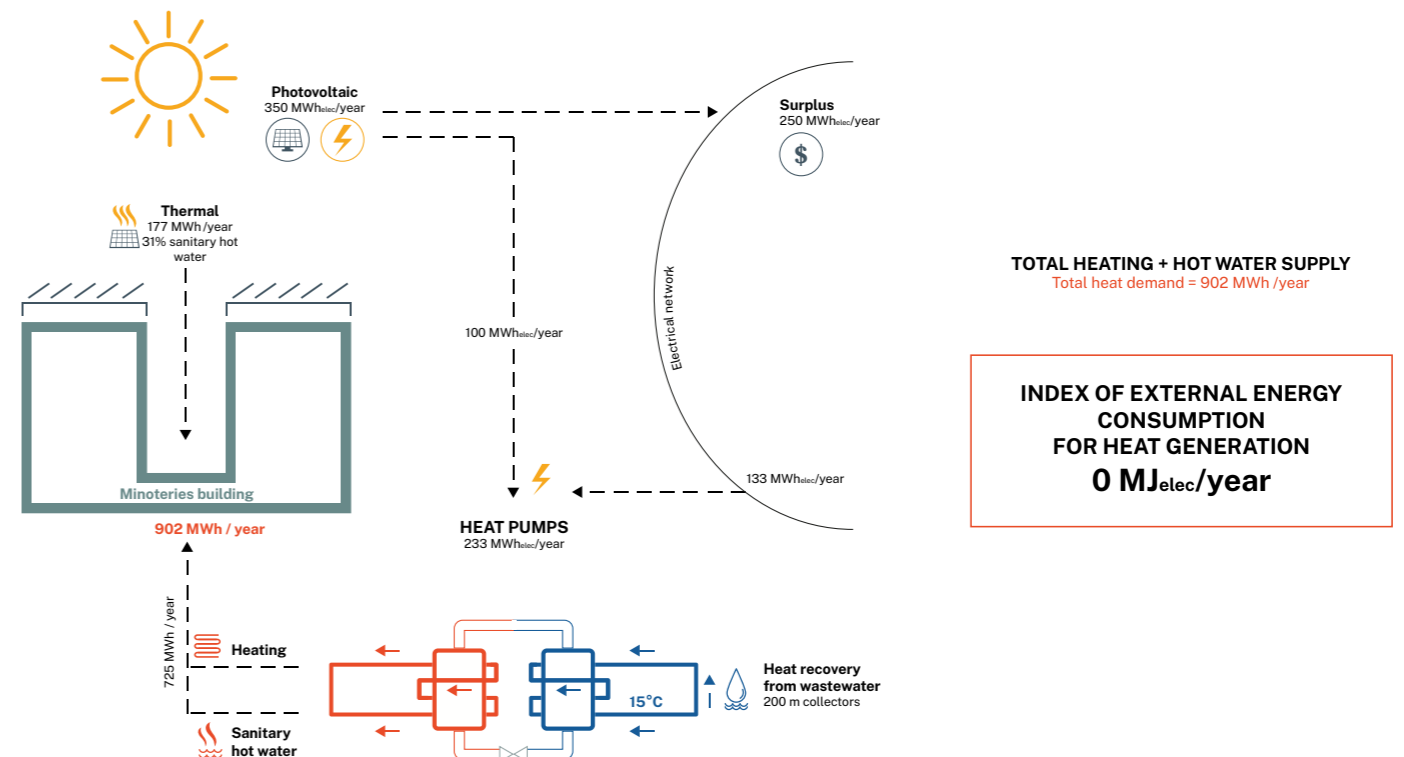 Photovoltaic
350 MWhelec/year
Surplus
250 MWhelec/year
$
Thermal
177 MWh/year
31% sanitary hot
water
Electrical network
100 MWhelec/year
TOTAL HEATING + HOT WATER SUPPLY
Total heat demand = 902 MWh /year
INDEX OF EXTERNAL ENERGY
CONSUMPTION
FOR HEAT GENERATION
0 MJelec/year
133 MWhelec/year
Minoteries building
902 MWh / year
HEAT PUMPS
233 MWhelec/year
725 MWh / year
Heating
Sanitary
hot water
15°C
Heat recovery
from wastewater
200 m collectors